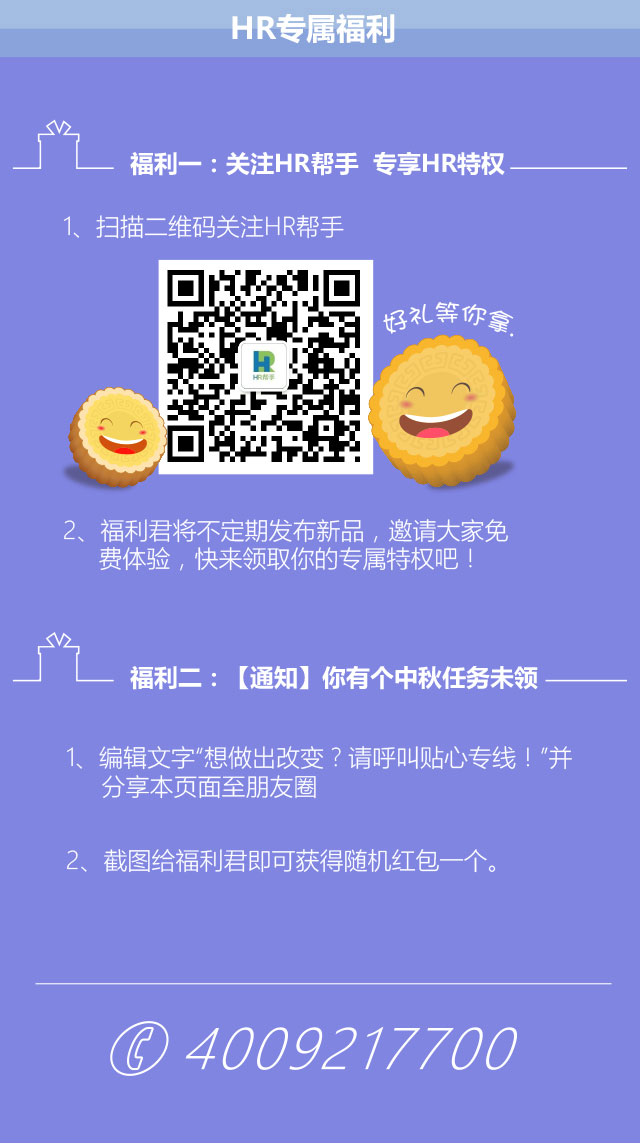 HR专属福利
福利一：关注HR帮手 专享HR特权
1、扫描二维码关注HR帮手
好礼等你拿.
HR帮手
2、福利君将不定期发布新品，邀请大家免
费体验，快来领取你的专属特权吧！
福利二：【通知】你有个中秋任务未领
1、编辑文字“想做出改变？请呼叫贴心专线！”并
分享本页面至朋友圈
2、截图给福利君即可获得随机红包一个。
4009217700